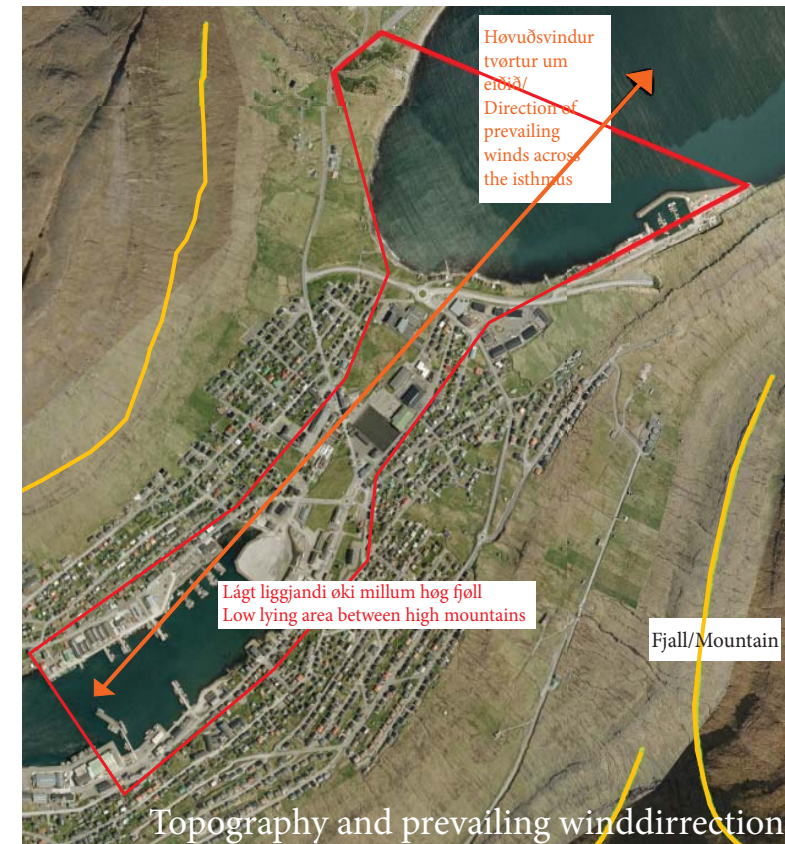 Høvuðsvindur
tvørtur um
eiðið/
Direction of
prevailing
winds across
the isthmus
Lágt liggjandi øki millum høg fjøll
Low lying area between high mountains
Fjall/Mountain
Topography and prevailing winddirrection